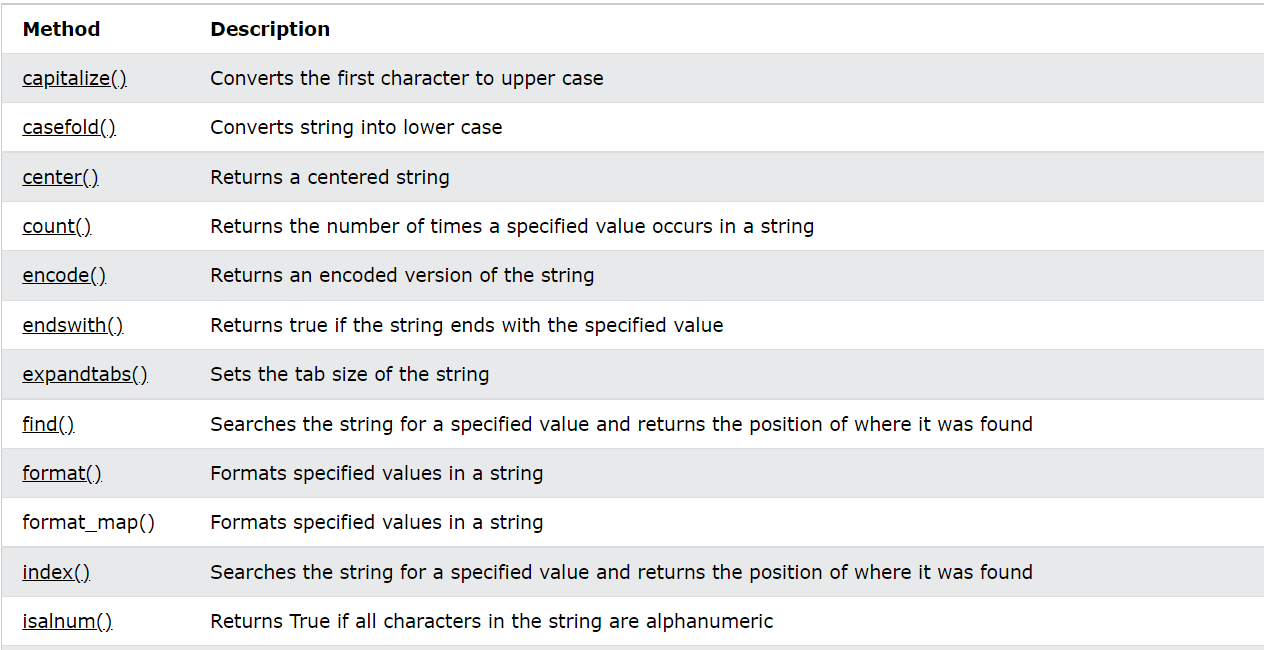 Method Description
capitalize() Converts the first character to upper case
casefold() Converts string into lower case
center() Returns a centered string
count() Returns the number of times a specified value occurs in a string
encode() Returns an encoded version of the string
endswith() Returns true if the string ends with the specified value
expandtabs() Sets the tab size of the string
find() Searches the string for a specified value and returns the position of where it was found
format() Formats specified values in a string
format_map() Formats specified values in a string
index() Searches the string for a specified value and returns the position of where it was found
isalnum() Returns True if all characters in the string are alphanumeric